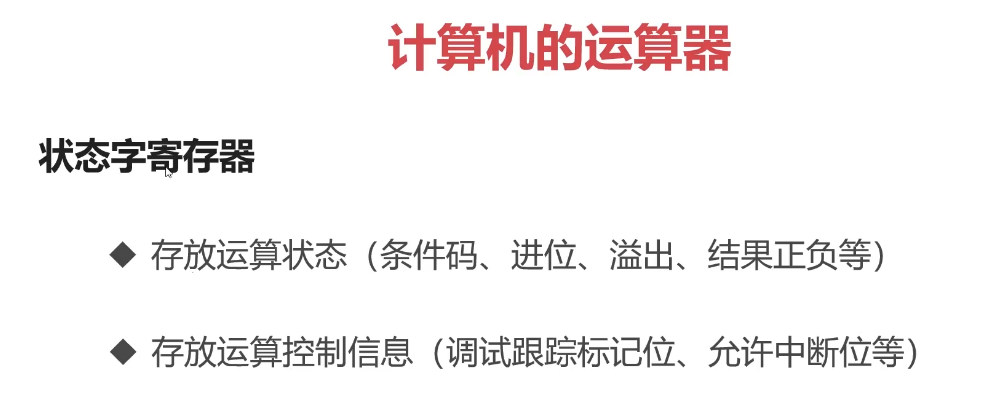 计算机的运算器
状态字寄存器
◆ 存放运算状态（条件码、进位、溢出、结果正负等）
◆ 存放运算控制信息（调试跟踪标记位、允许中断位等）